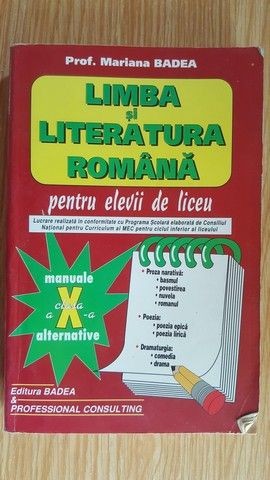 Prof. Mariana BADEA
LIMBA
și
LITERATURA
ROMÂNĂ
pentru elevii de liceu
Lucrare realizată în conformitate cu Programa Școlară elaborată de Consiliul
Național pentru Curriculum al MEC pentru ciclul inferior al liceului
manuale
clasa
a X-a
alternative
• Proza narativă:
• basmul
• povestirea
• nuvela
• romanul
• Poezia:
• poezia epică
• poezia lirică
• Dramaturgia:
• comedia
• drama
Editura BADEA
&
PROFESSIONAL CONSULTING